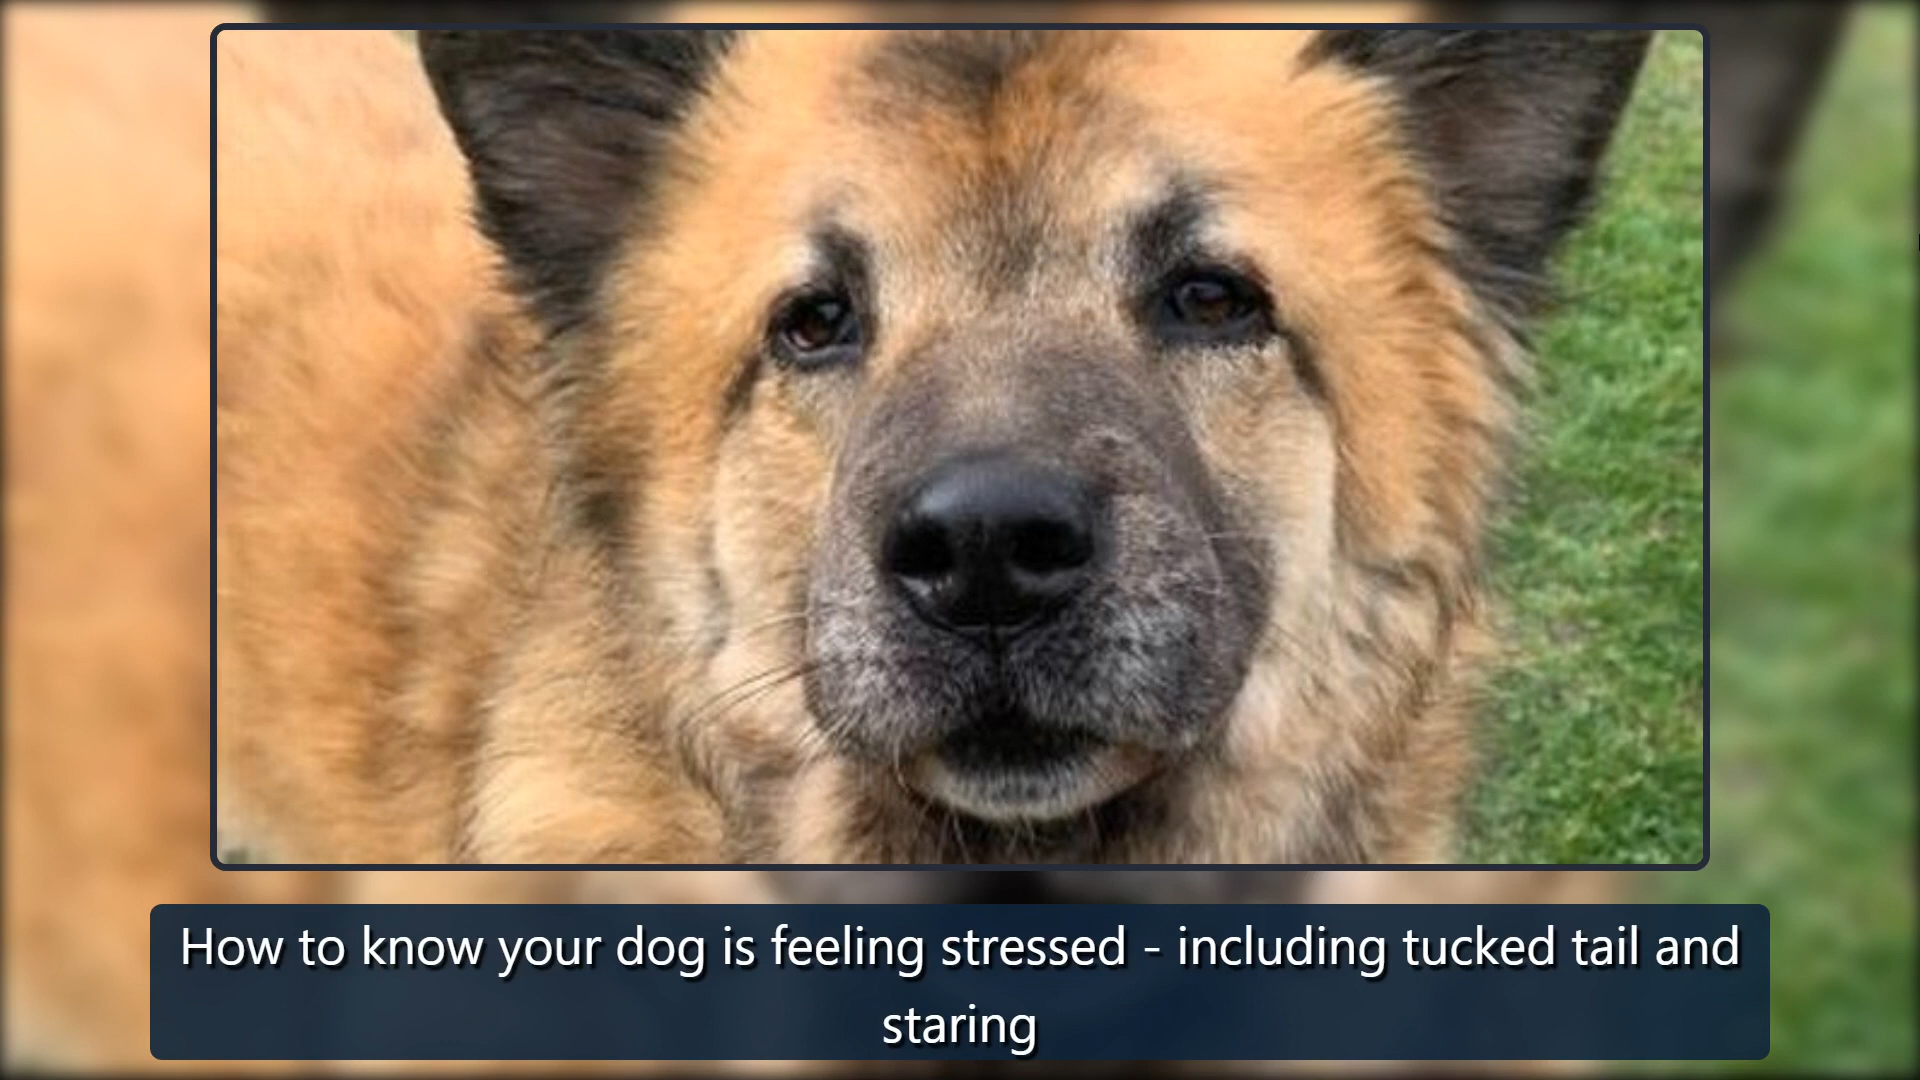 How to know your dog is feeling stressed - including tucked tail and
staring